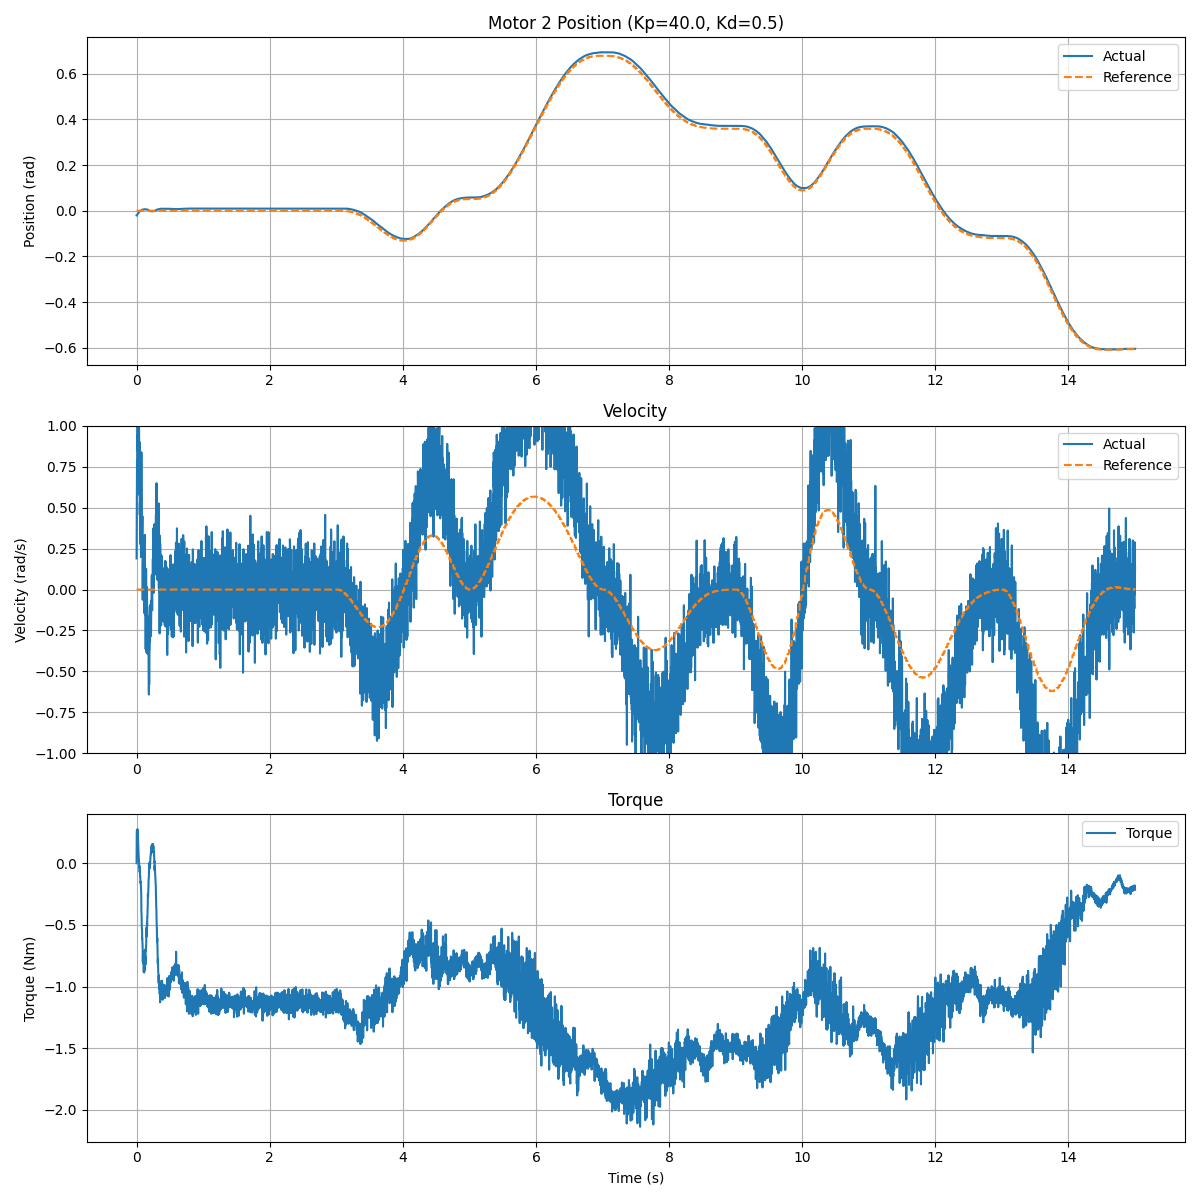 Motor 2 Position (Kp=40.0, Kd=0.5)
Actual
Reference
0.6
0.4
0.2
0.0
−0.2
−0.4
−0.6
Position (rad)
0 2 4 6 8 10 12 14
Velocity
Actual
Reference
1.00
0.75
0.50
0.25
0.00
−0.25
−0.50
−0.75
−1.00
Velocity (rad/s)
0 2 4 6 8 10 12 14
Torque
Torque
0.0
−0.5
−1.0
−1.5
−2.0
Torque (Nm)
0 2 4 6 8 10 12 14
Time (s)